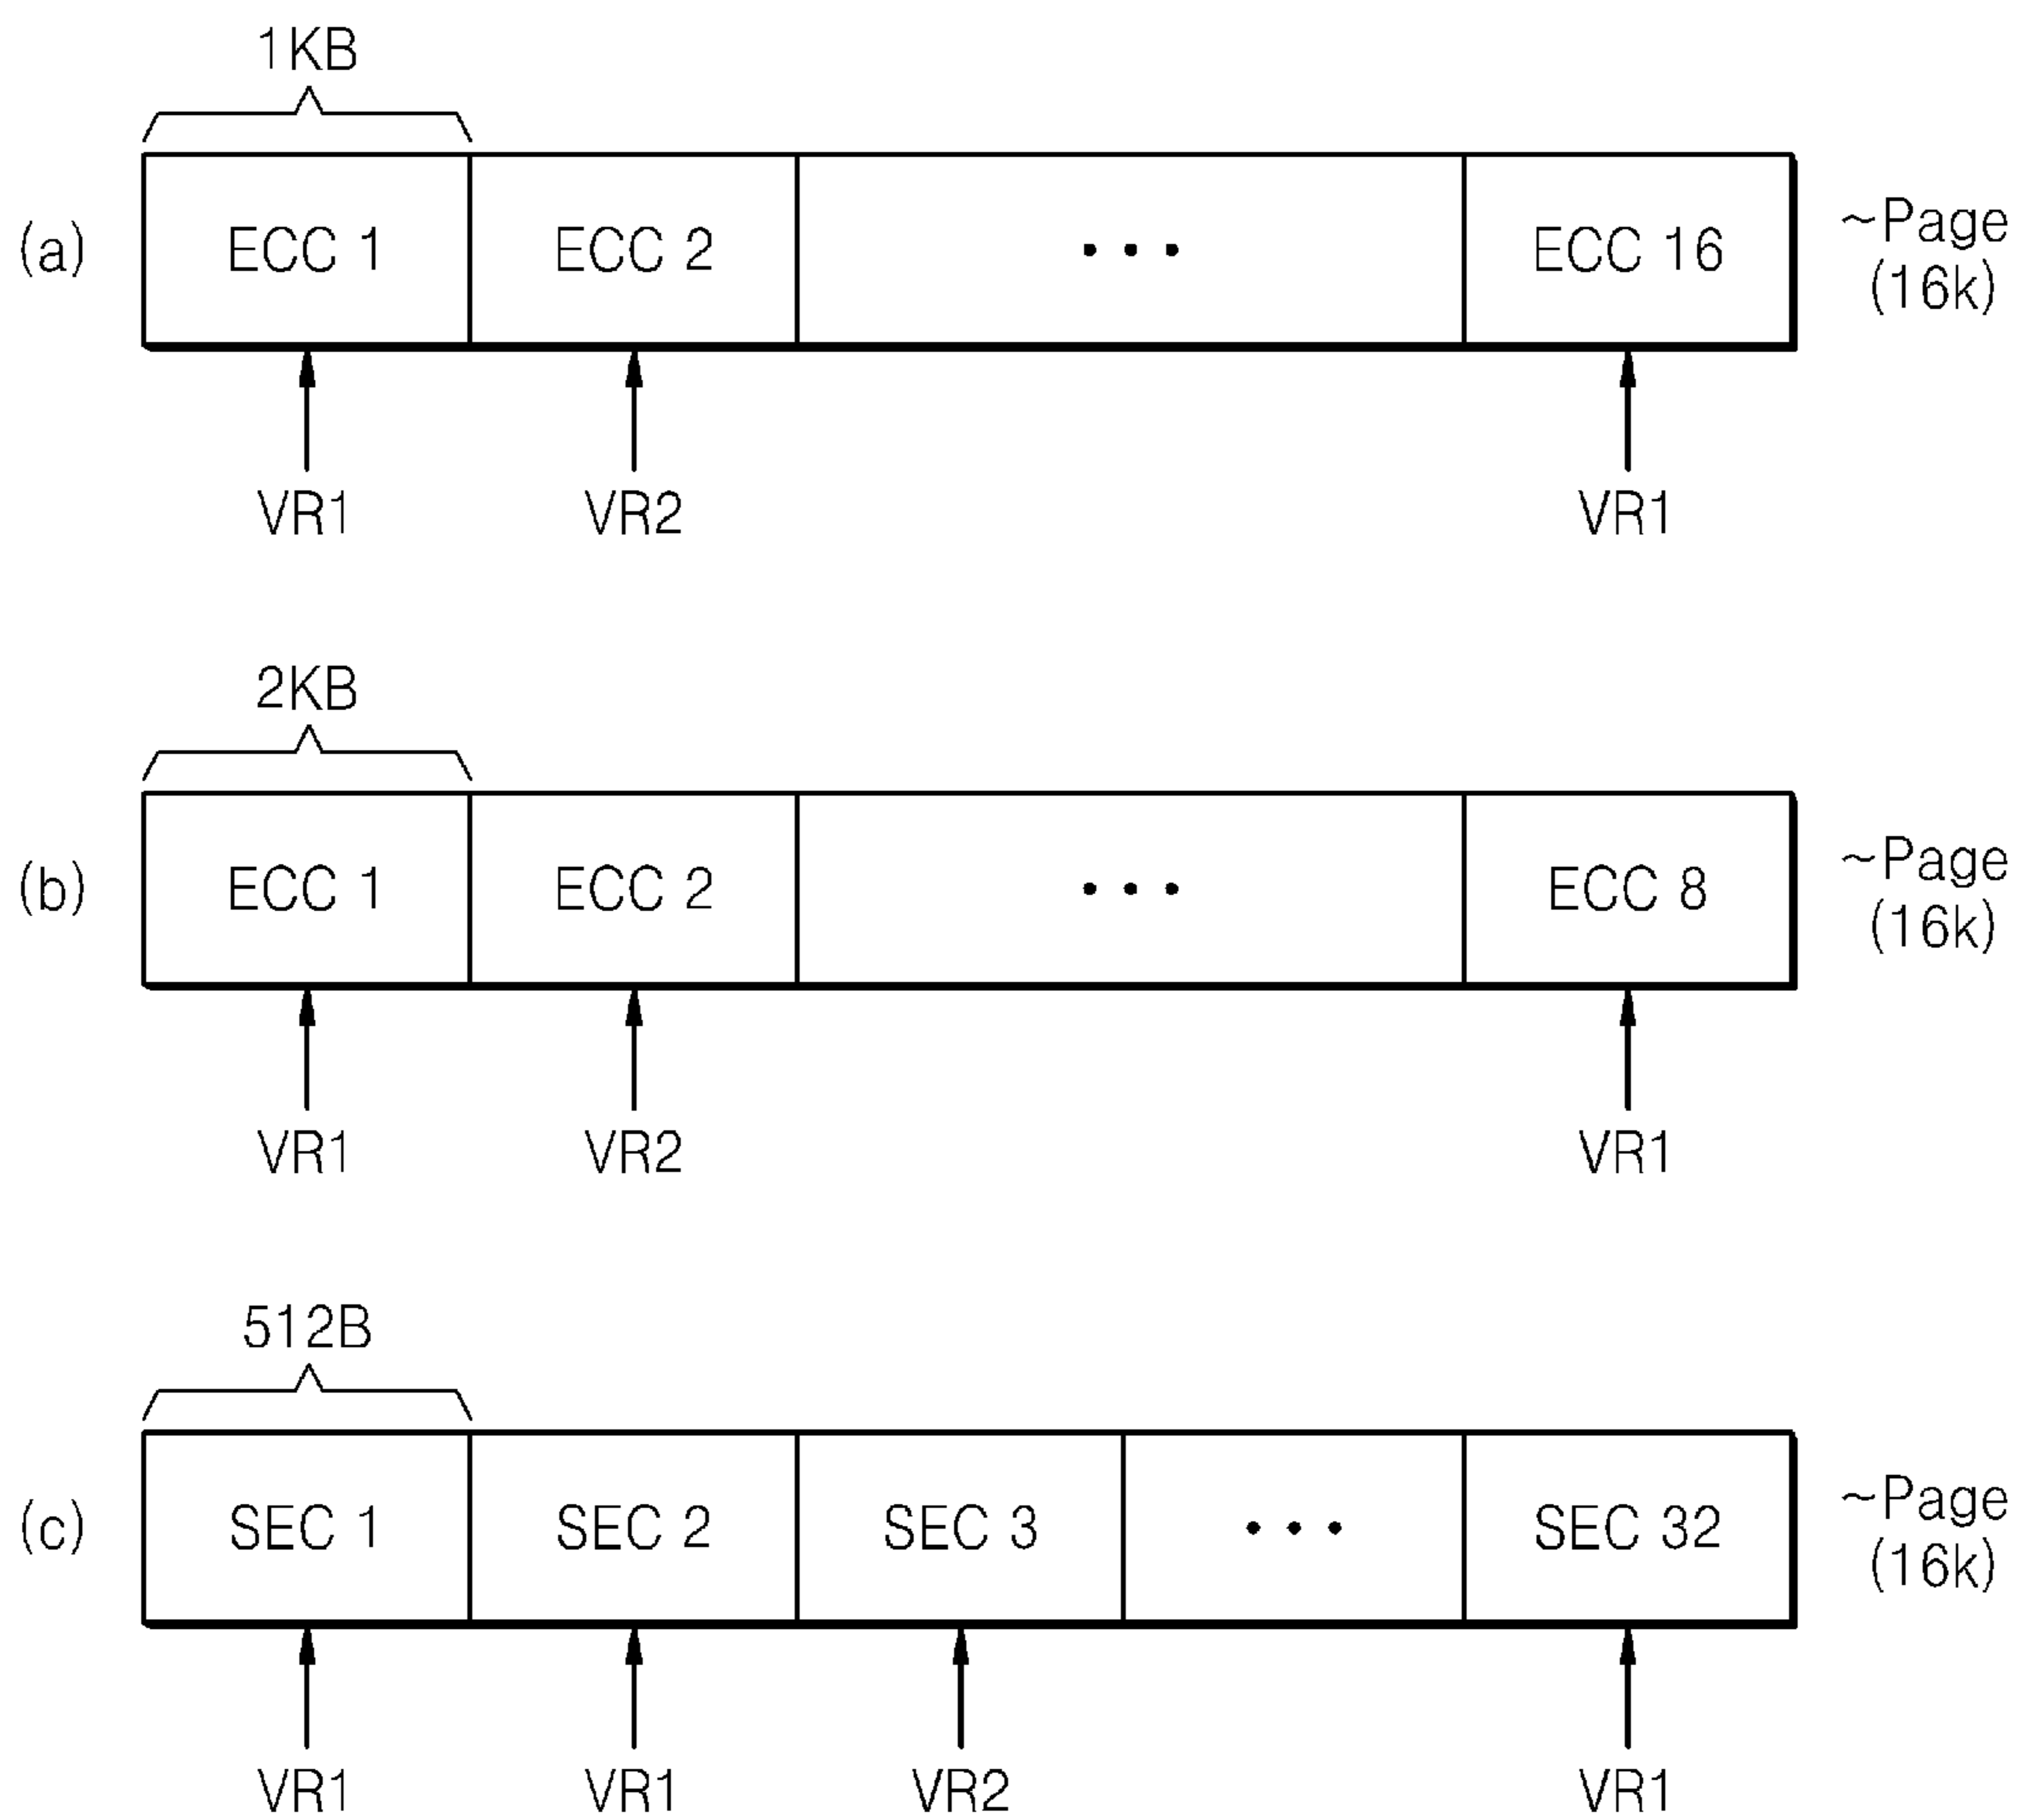 1KB
(a) ECC 1 ECC 2 ••• ECC 16 ~Page
(16k)
VR1 VR2 VR1
2KB
(b) ECC 1 ECC 2 ••• ECC 8 ~Page
(16k)
VR1 VR2 VR1
512B
(c) SEC 1 SEC 2 SEC 3 ••• SEC 32 ~Page
(16k)
VR1 VR1 VR2 VR1